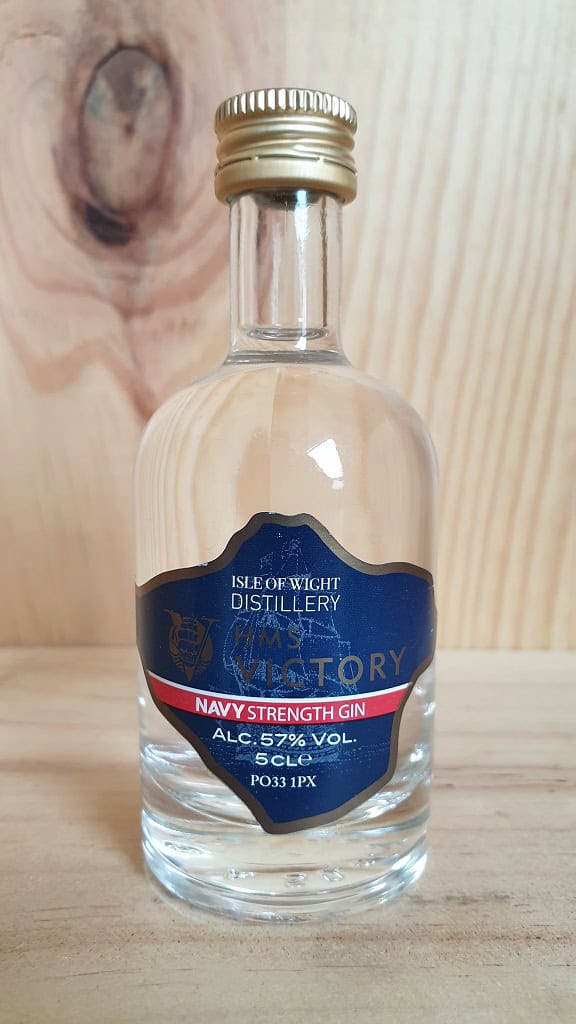 ISLE OF WIGHT
DISTILLERY
HMS
VICTORY
NAVY STRENGTH GIN
ALC.57% VOL.
5CL℮
PO33 1PX